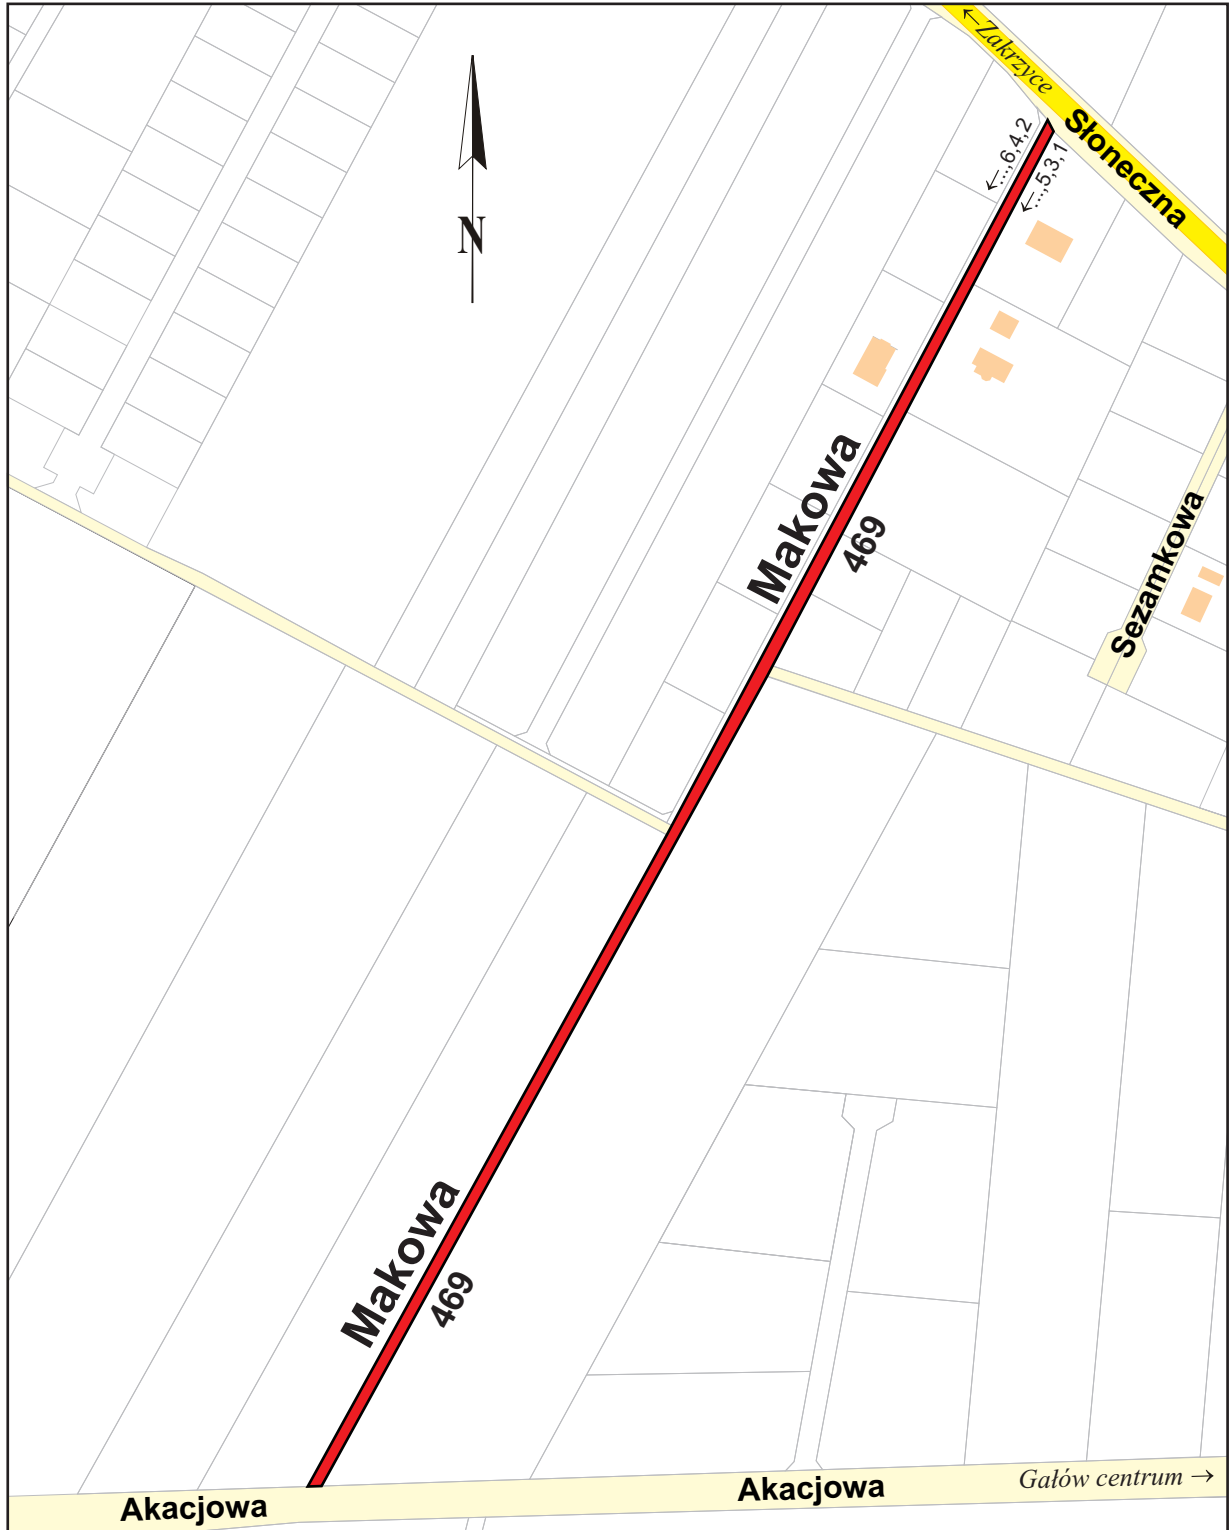 ←Zakrzyce
Słoneczna
←...,6,4,2
←...,5,3,1
N
Makowa
469
Sezamkowa
Makowa
469
Akacjowa
Akacjowa
Gałów centrum →